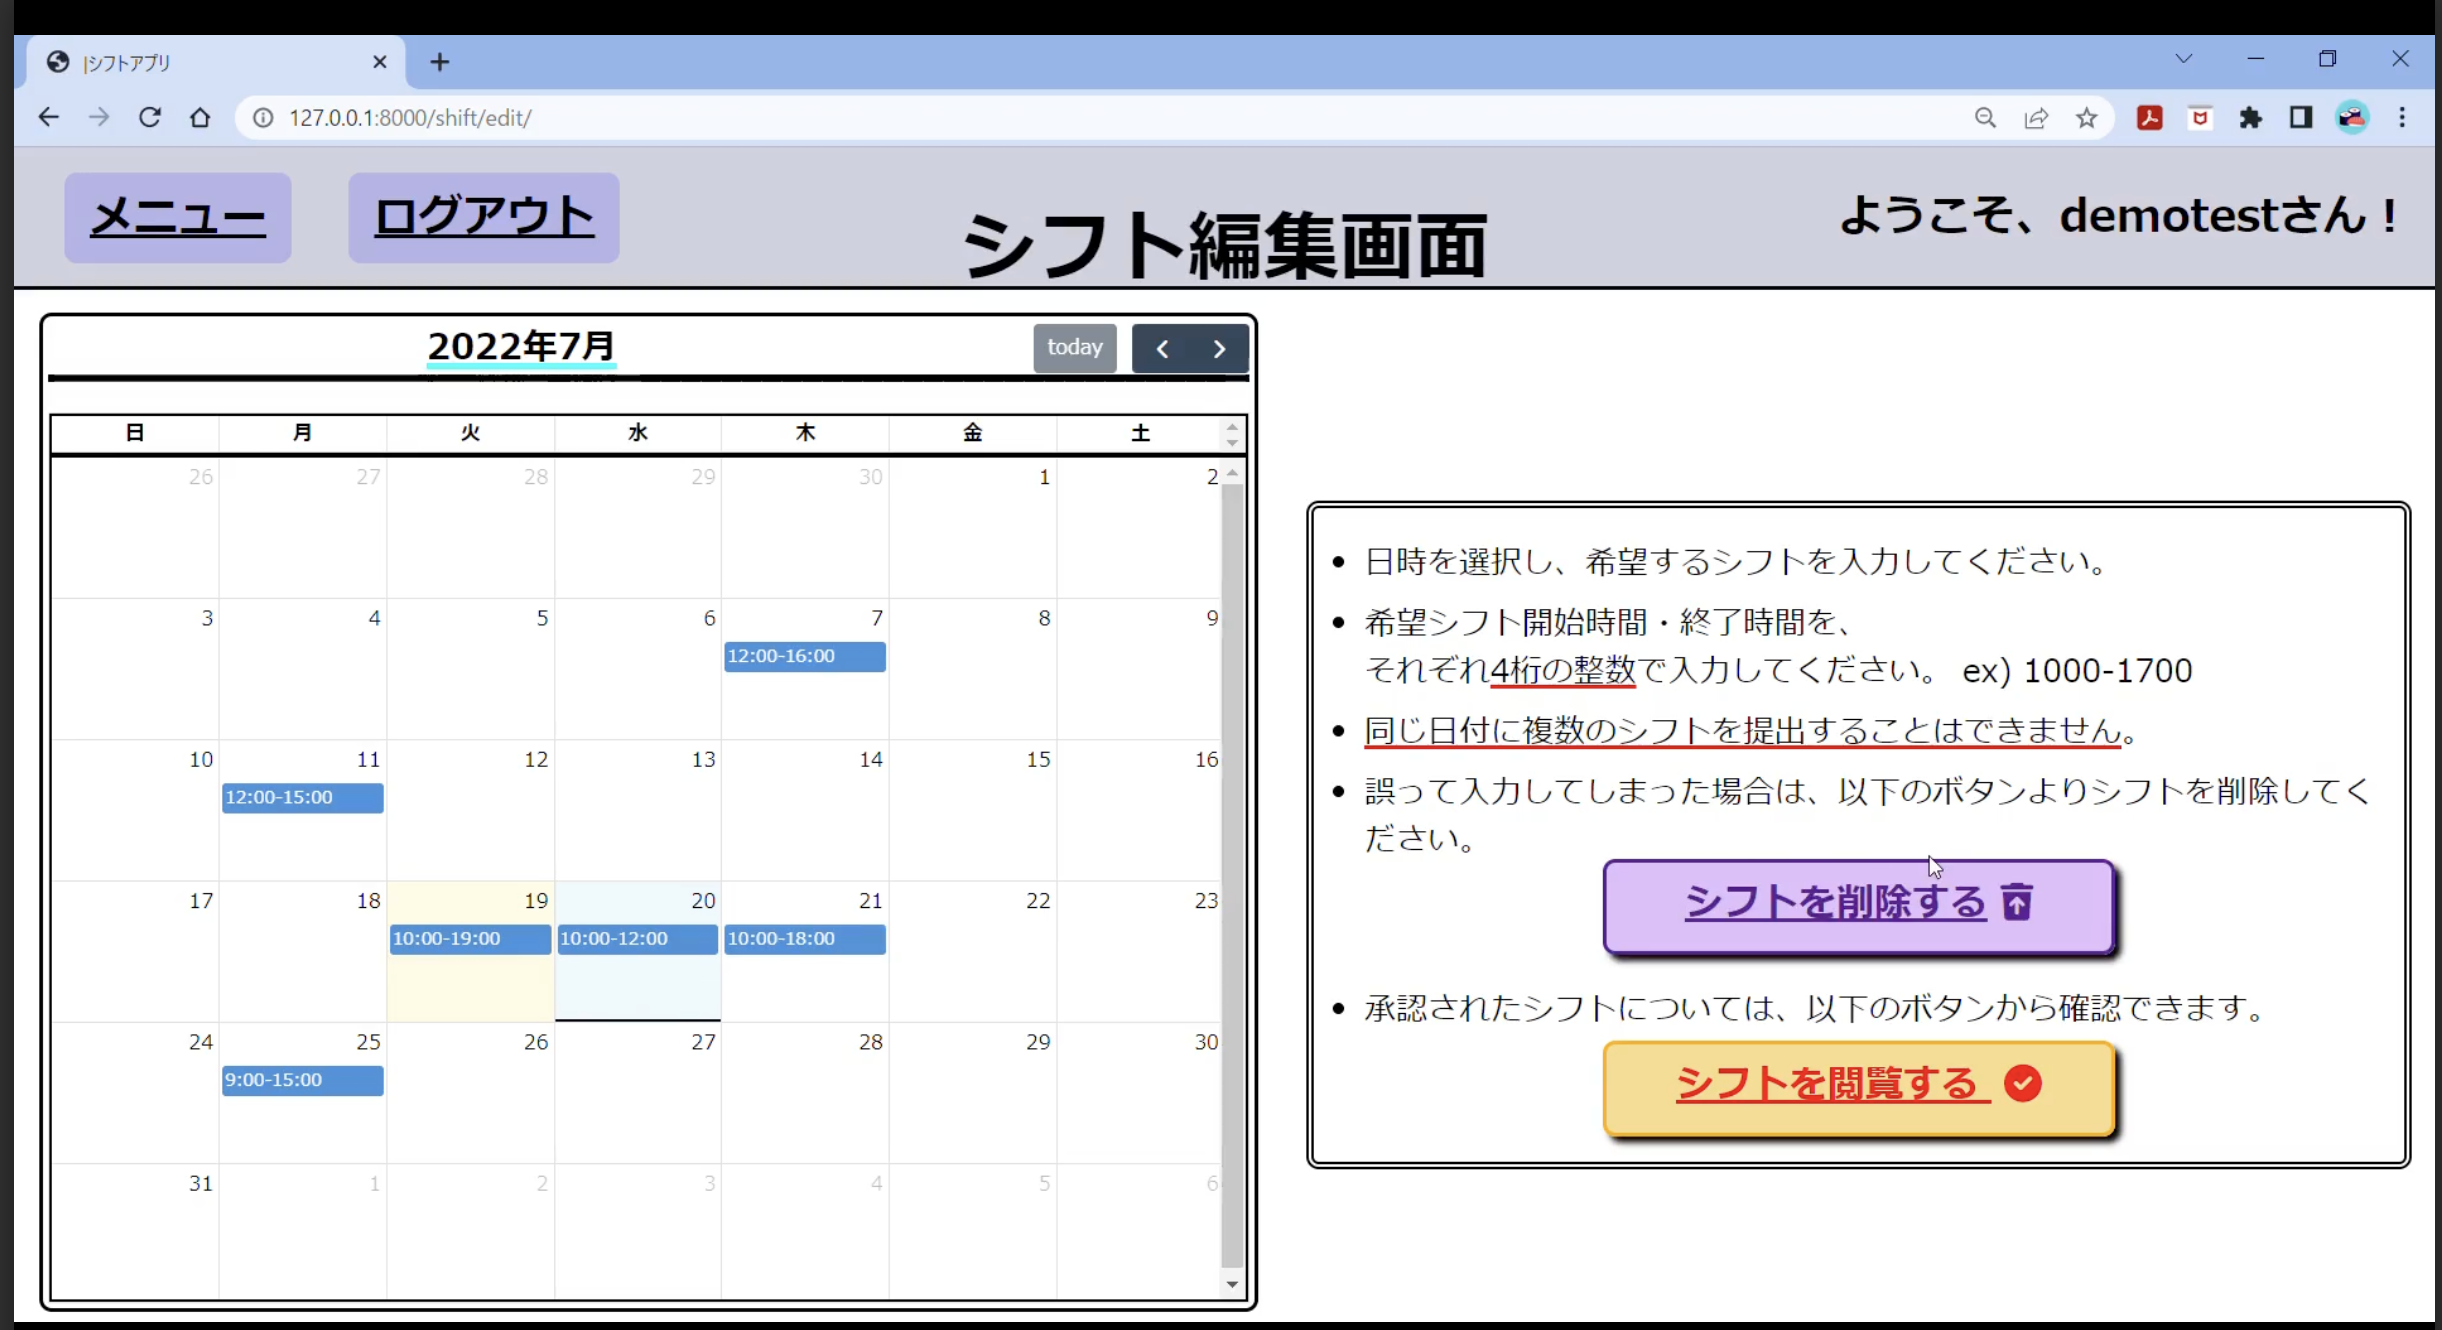 |シフトアプリ
127.0.0.1:8000/shift/edit/
メニュー
ログアウト
シフト編集画面
ようこそ、demotestさん！
2022年7月
today
日 月 火 水 木 金 土
26 27 28 29 30 1 2
3 4 5 6 7 8 9
12:00-16:00
10 11 12 13 14 15 16
12:00-15:00
17 18 19 20 21 22 23
10:00-19:00 10:00-12:00 10:00-18:00
24 25 26 27 28 29 30
9:00-15:00
31 1 2 3 4 5 6
日時を選択し、希望するシフトを入力してください。
希望シフト開始時間・終了時間を、
それぞれ4桁の整数で入力してください。 ex) 1000-1700
同じ日付に複数のシフトを提出することはできません。
誤って入力してしまった場合は、以下のボタンよりシフトを削除してく
ださい。
シフトを削除する
承認されたシフトについては、以下のボタンから確認できます。
シフトを閲覧する